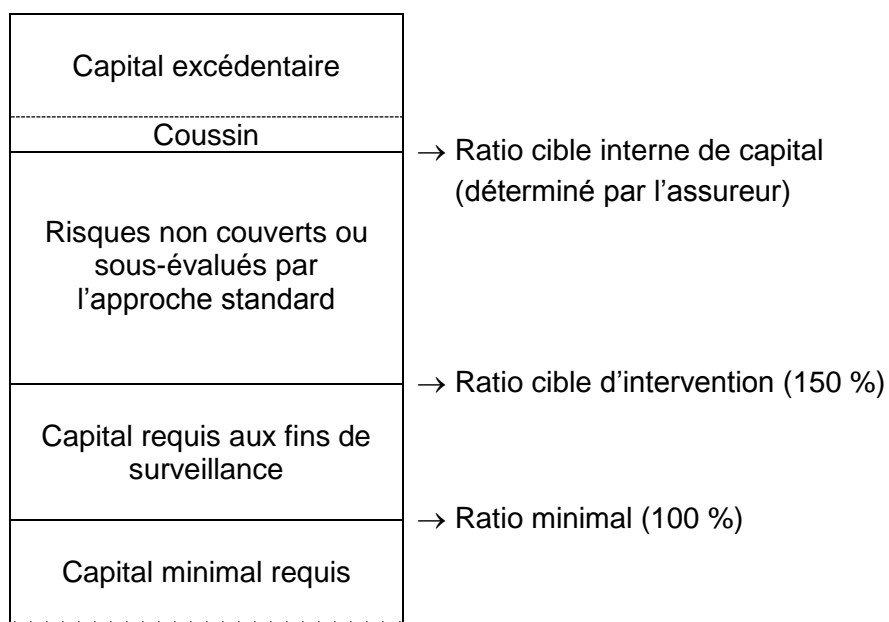 Capital excédentaire
Coussin
→ Ratio cible interne de capital
(déterminé par l’assureur)
Risques non couverts ou
sous-évalués par
l’approche standard
→ Ratio cible d’intervention (150 %)
Capital requis aux fins de
surveillance
→ Ratio minimal (100 %)
Capital minimal requis